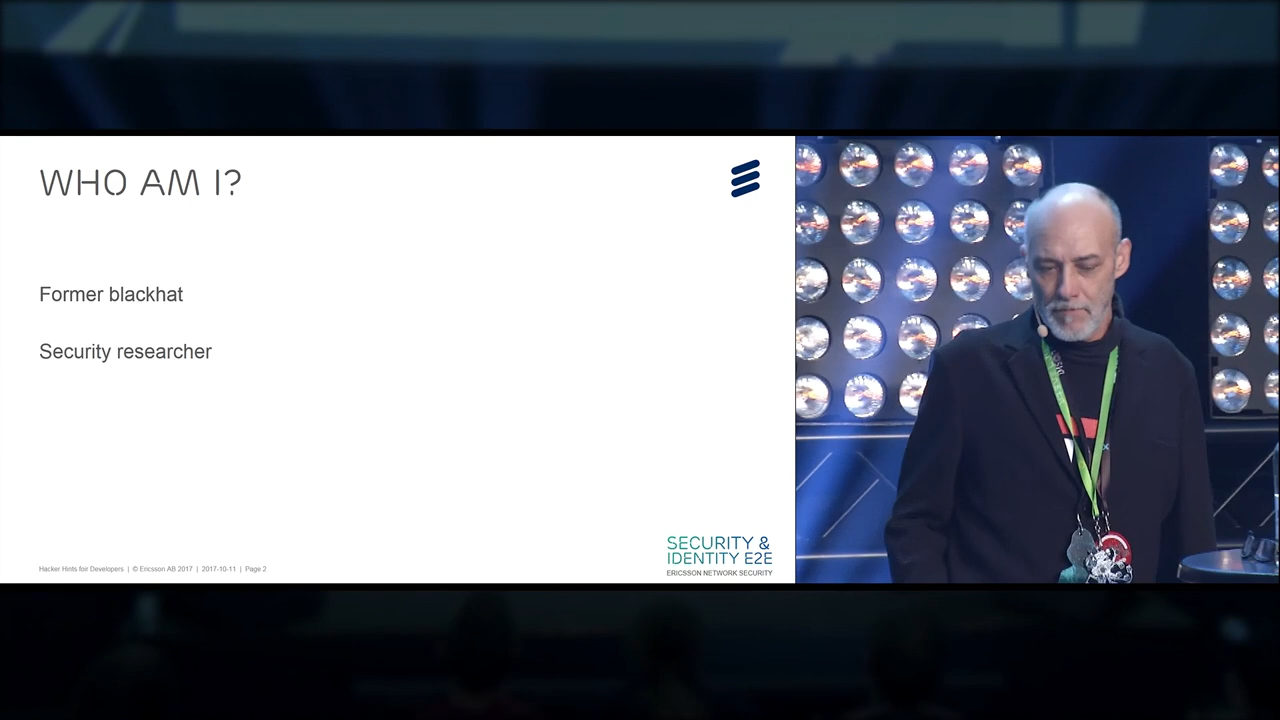 WHO AM I?
Former blackhat
Security researcher
SECURITY &
IDENTITY E2E
ERICSSON NETWORK SECURITY
Hacker Hints foir Developers | © Ericsson AB 2017 | 2017-10-11 | Page 2